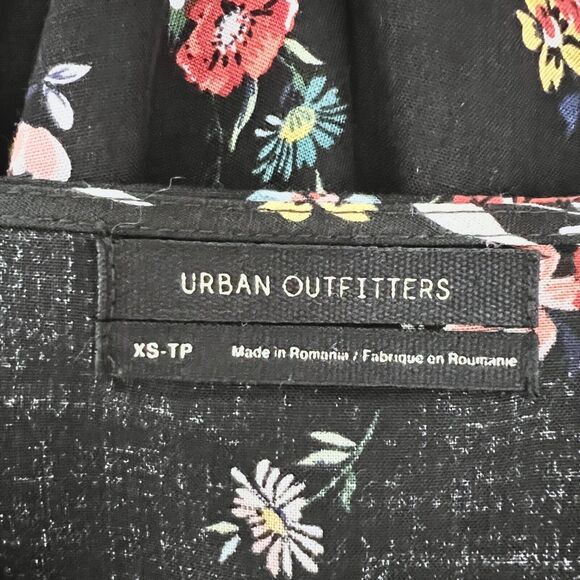 URBAN OUTFITTERS
XS-TP Made in Romania / Fabriqué en Roumanie